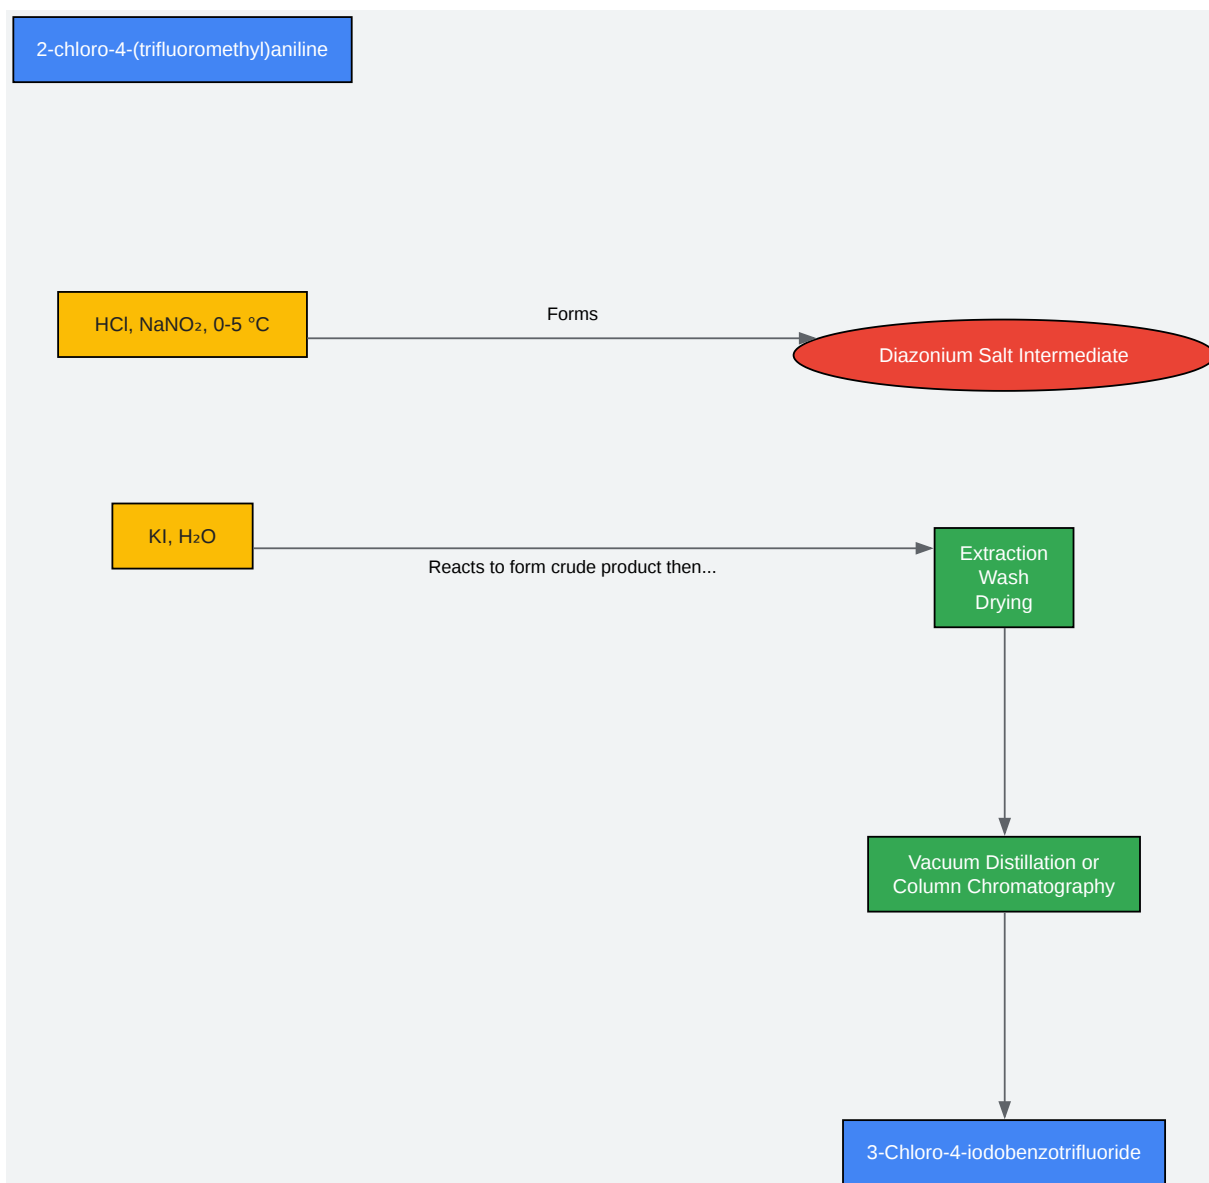 2-chloro-4-(trifluoromethyl)aniline
HCl, NaNO₂, 0-5 °C
Forms
Diazonium Salt Intermediate
KI, H₂O
Reacts to form crude product then...
Extraction
Wash
Drying
Vacuum Distillation or
Column Chromatography
3-Chloro-4-iodobenzotrifluoride